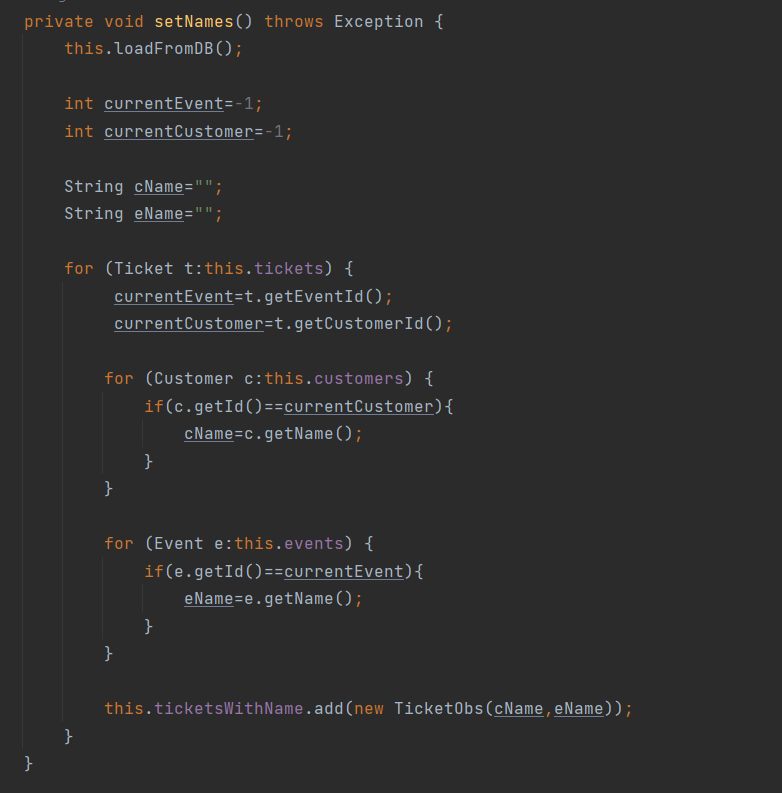 private void setNames() throws Exception {
this.loadFromDB();
int currentEvent=-1;
int currentCustomer=-1;
String cName="";
String eName="";
for (Ticket t:this.tickets) {
currentEvent=t.getEventId();
currentCustomer=t.getCustomerId();
for (Customer c:this.customers) {
if(c.getId()==currentCustomer){
cName=c.getName();
}
}
for (Event e:this.events) {
if(e.getId()==currentEvent){
eName=e.getName();
}
}
this.ticketsWithName.add(new TicketObs(cName,eName));
}
}